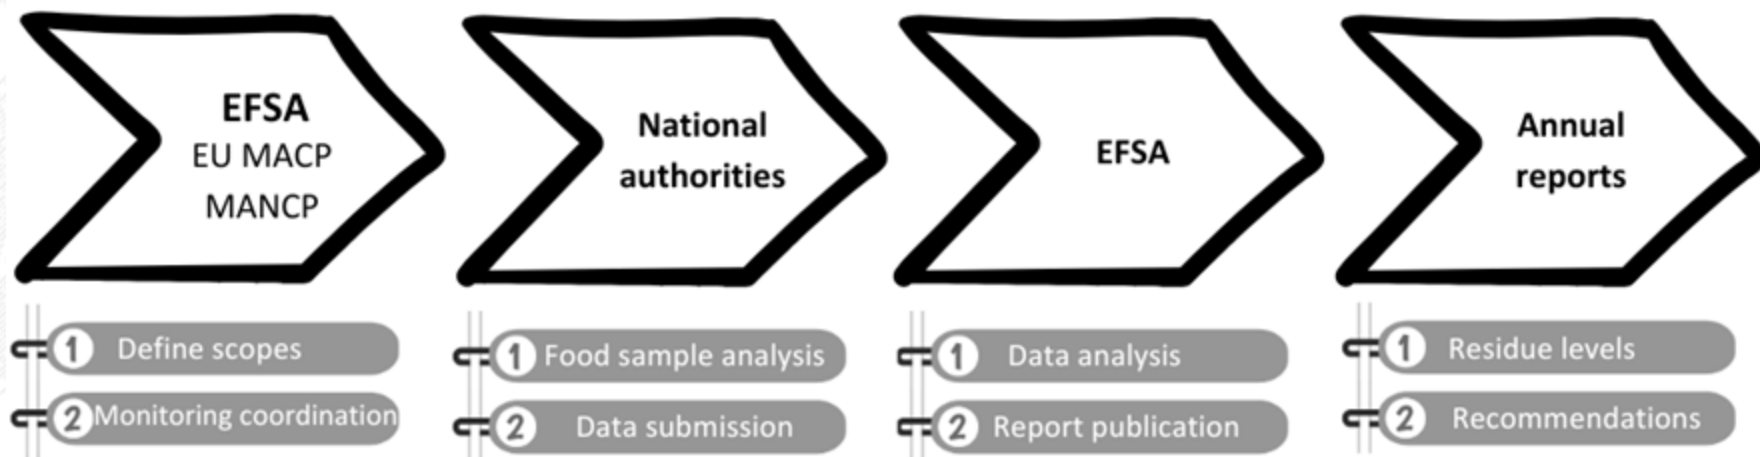 EFSA
EU MACP
MANCP
1 Define scopes
2 Monitoring coordination
National
authorities
1 Food sample analysis
2 Data submission
EFSA
1 Data analysis
2 Report publication
Annual
reports
1 Residue levels
2 Recommendations